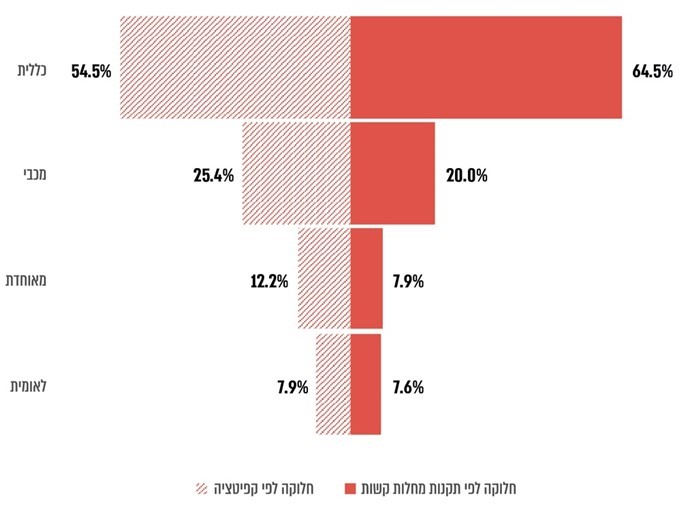 כללית 54.5% 64.5%
מכבי 25.4% 20.0%
מאוחדת 12.2% 7.9%
לאומית 7.9% 7.6%
חלוקה לפי תקנות מחלות קשות חלוקה לפי קפיטציה